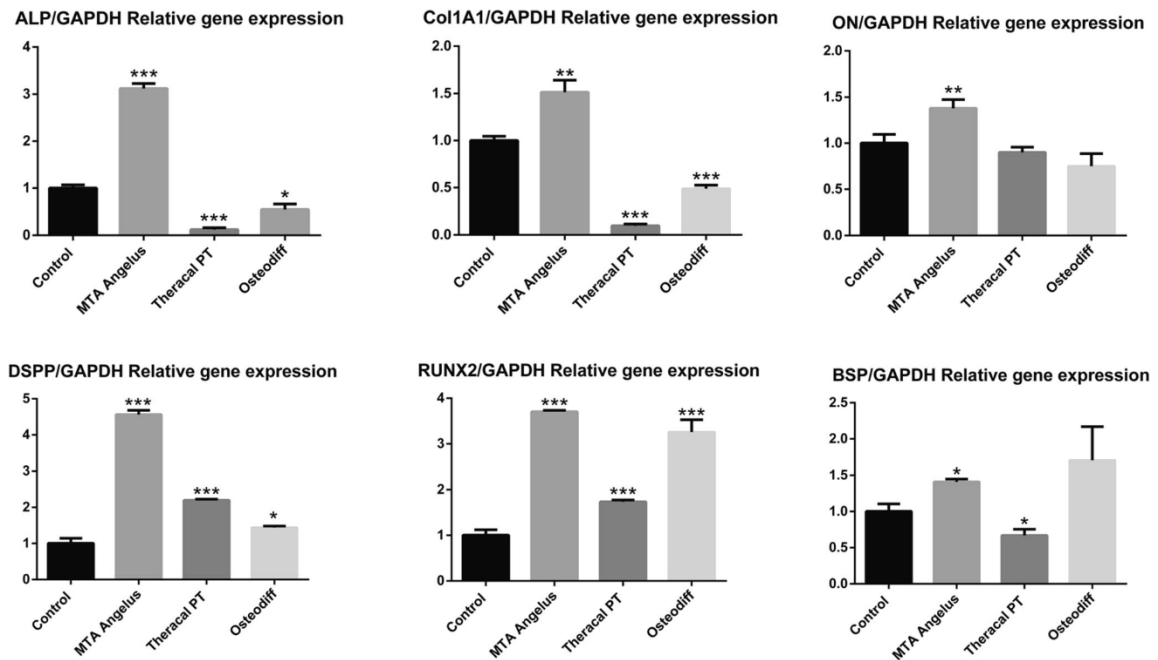 ALP/GAPDH Relative gene expression
4
3
2
1
0
***
***
*
Control
MTA Angelus
Theracal PT
Osteodiff
Col1A1/GAPDH Relative gene expression
2.0
1.5
1.0
0.5
0.0
**
***
***
Control
MTA Angelus
Theracal PT
Osteodiff
ON/GAPDH Relative gene expression
2.0
1.5
1.0
0.5
0.0
**
Control
MTA Angelus
Theracal PT
Osteodiff
DSPP/GAPDH Relative gene expression
5
4
3
2
1
0
***
***
*
Control
MTA Angelus
Theracal PT
Osteodiff
RUNX2/GAPDH Relative gene expression
4
3
2
1
0
***
***
***
Control
MTA Angelus
Theracal PT
Osteodiff
BSP/GAPDH Relative gene expression
2.5
2.0
1.5
1.0
0.5
0.0
*
*
Control
MTA Angelus
Theracal PT
Osteodiff